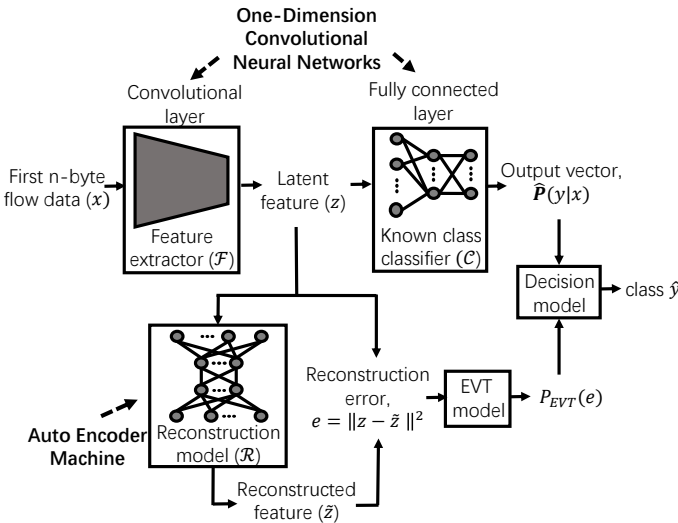 One-Dimension
Convolutional
Neural Networks
Convolutional
layer
Fully connected
layer
First n-byte
flow data (x)
Feature
extractor (ℱ)
Latent
feature (z)
Known class
classifier (𝒞)
Output vector,
P̂(y|x)
Decision
model
class ŷ
Auto Encoder
Machine
Reconstruction
model (ℛ)
Reconstructed
feature (z̃)
Reconstruction
error,
e = ‖z − z̃ ‖²
EVT
model
P_EVT(e)